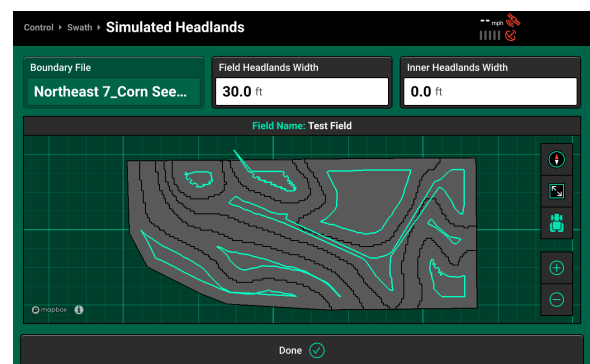 Control › Swath › Simulated Headlands
-- mph
Boundary File
Northeast 7_Corn See...
Field Headlands Width
30.0 ft
Inner Headlands Width
0.0 ft
Field Name: Test Field
mapbox
Done